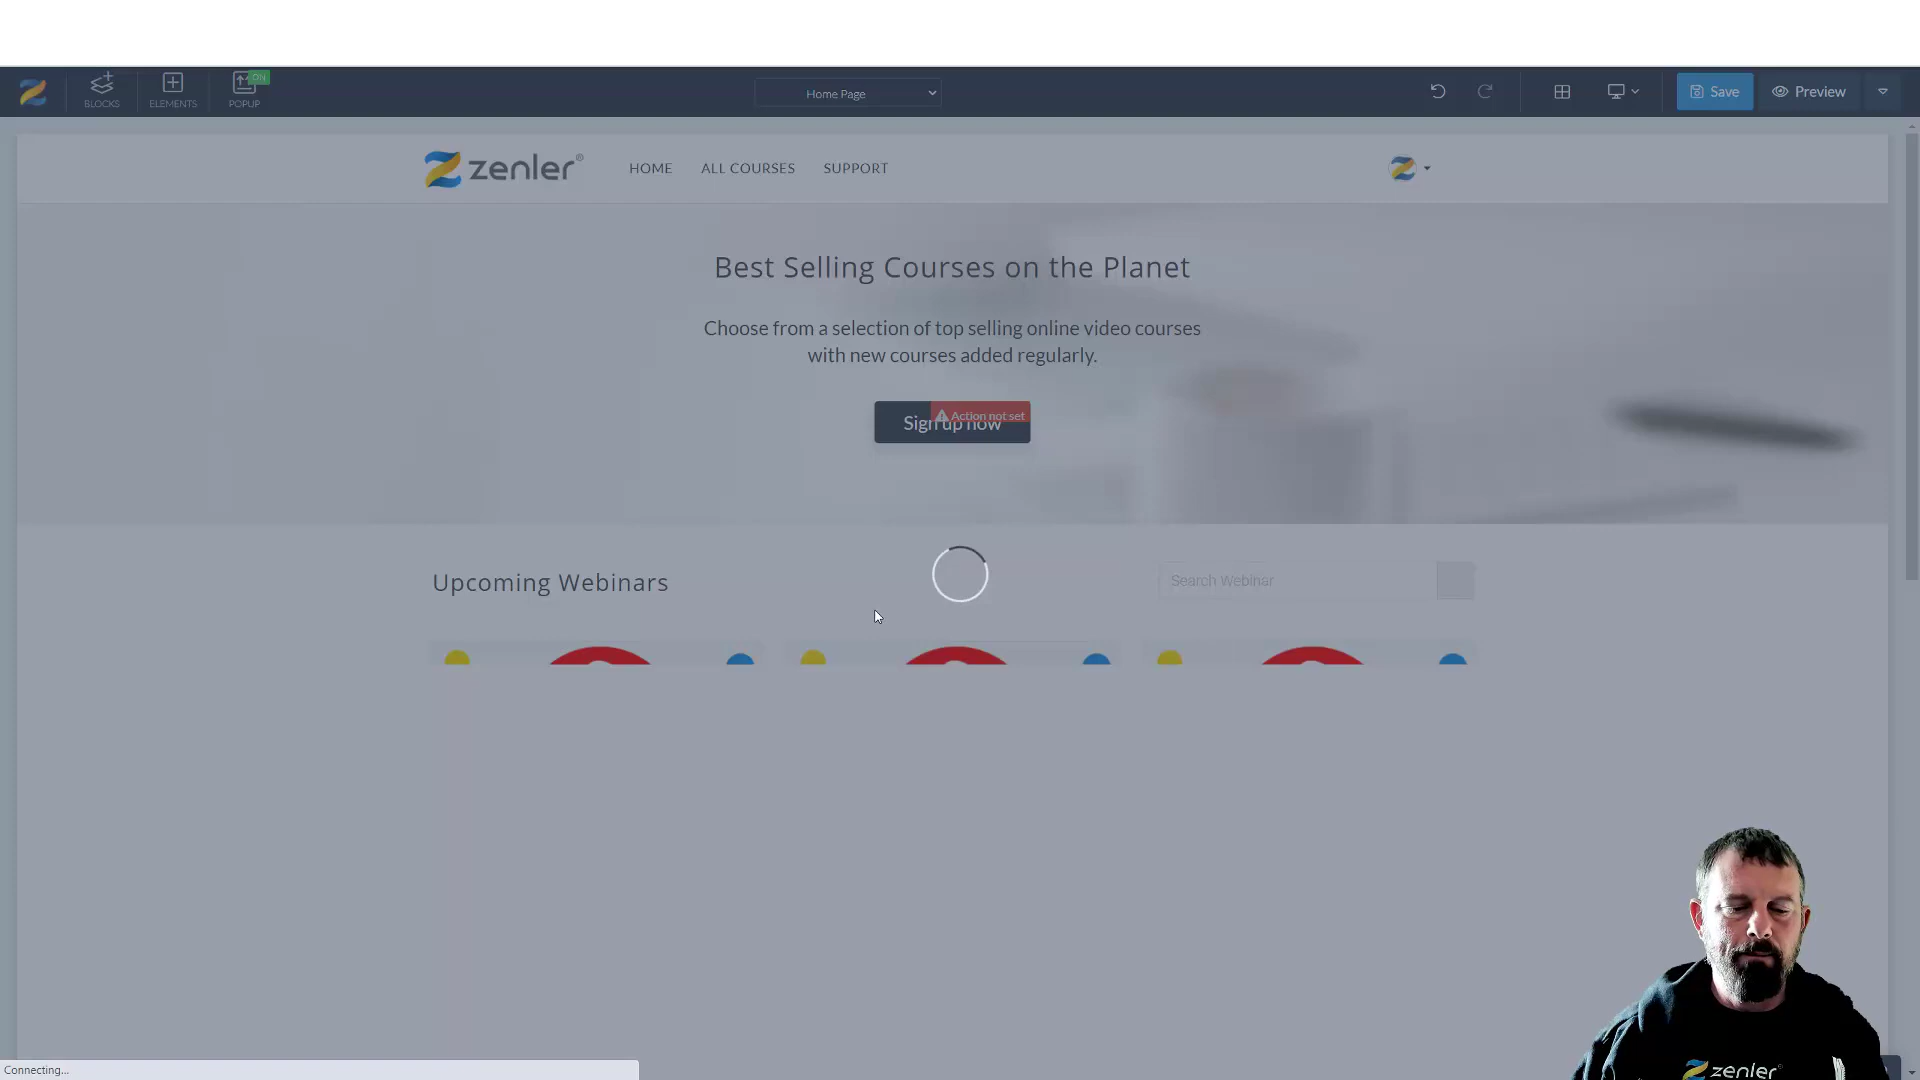 BLOCKS
ELEMENTS
ON
POPUP
Home Page
Save
Preview
zenler®
HOME
ALL COURSES
SUPPORT
Best Selling Courses on the Planet
Choose from a selection of top selling online video courses
with new courses added regularly.
Action not set
Sign up now
Upcoming Webinars
Search Webinar
Connecting...
zenler